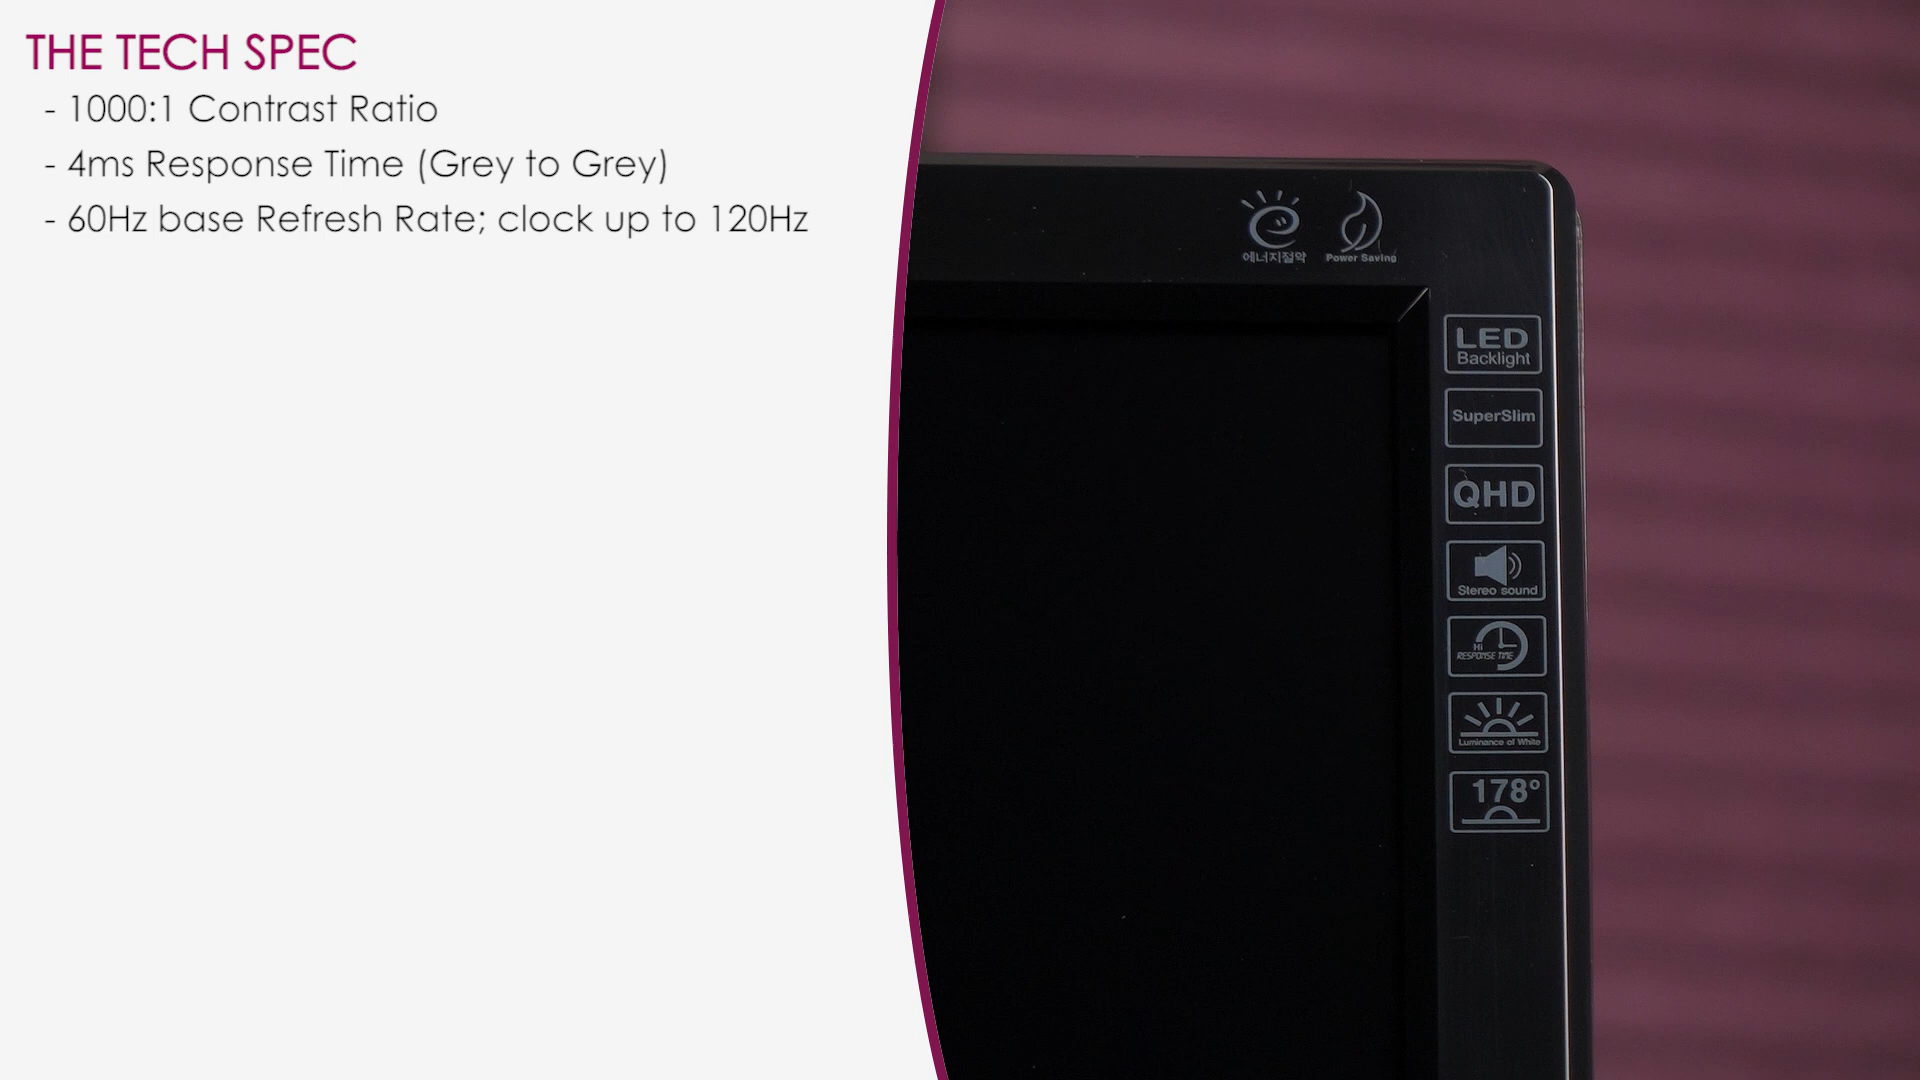 THE TECH SPEC
- 1000:1 Contrast Ratio
- 4ms Response Time (Grey to Grey)
- 60Hz base Refresh Rate; clock up to 120Hz
에너지절약
Power Saving
LED
Backlight
SuperSlim
QHD
Stereo sound
Hi
RESPONSE TIME
Luminance of White
178°